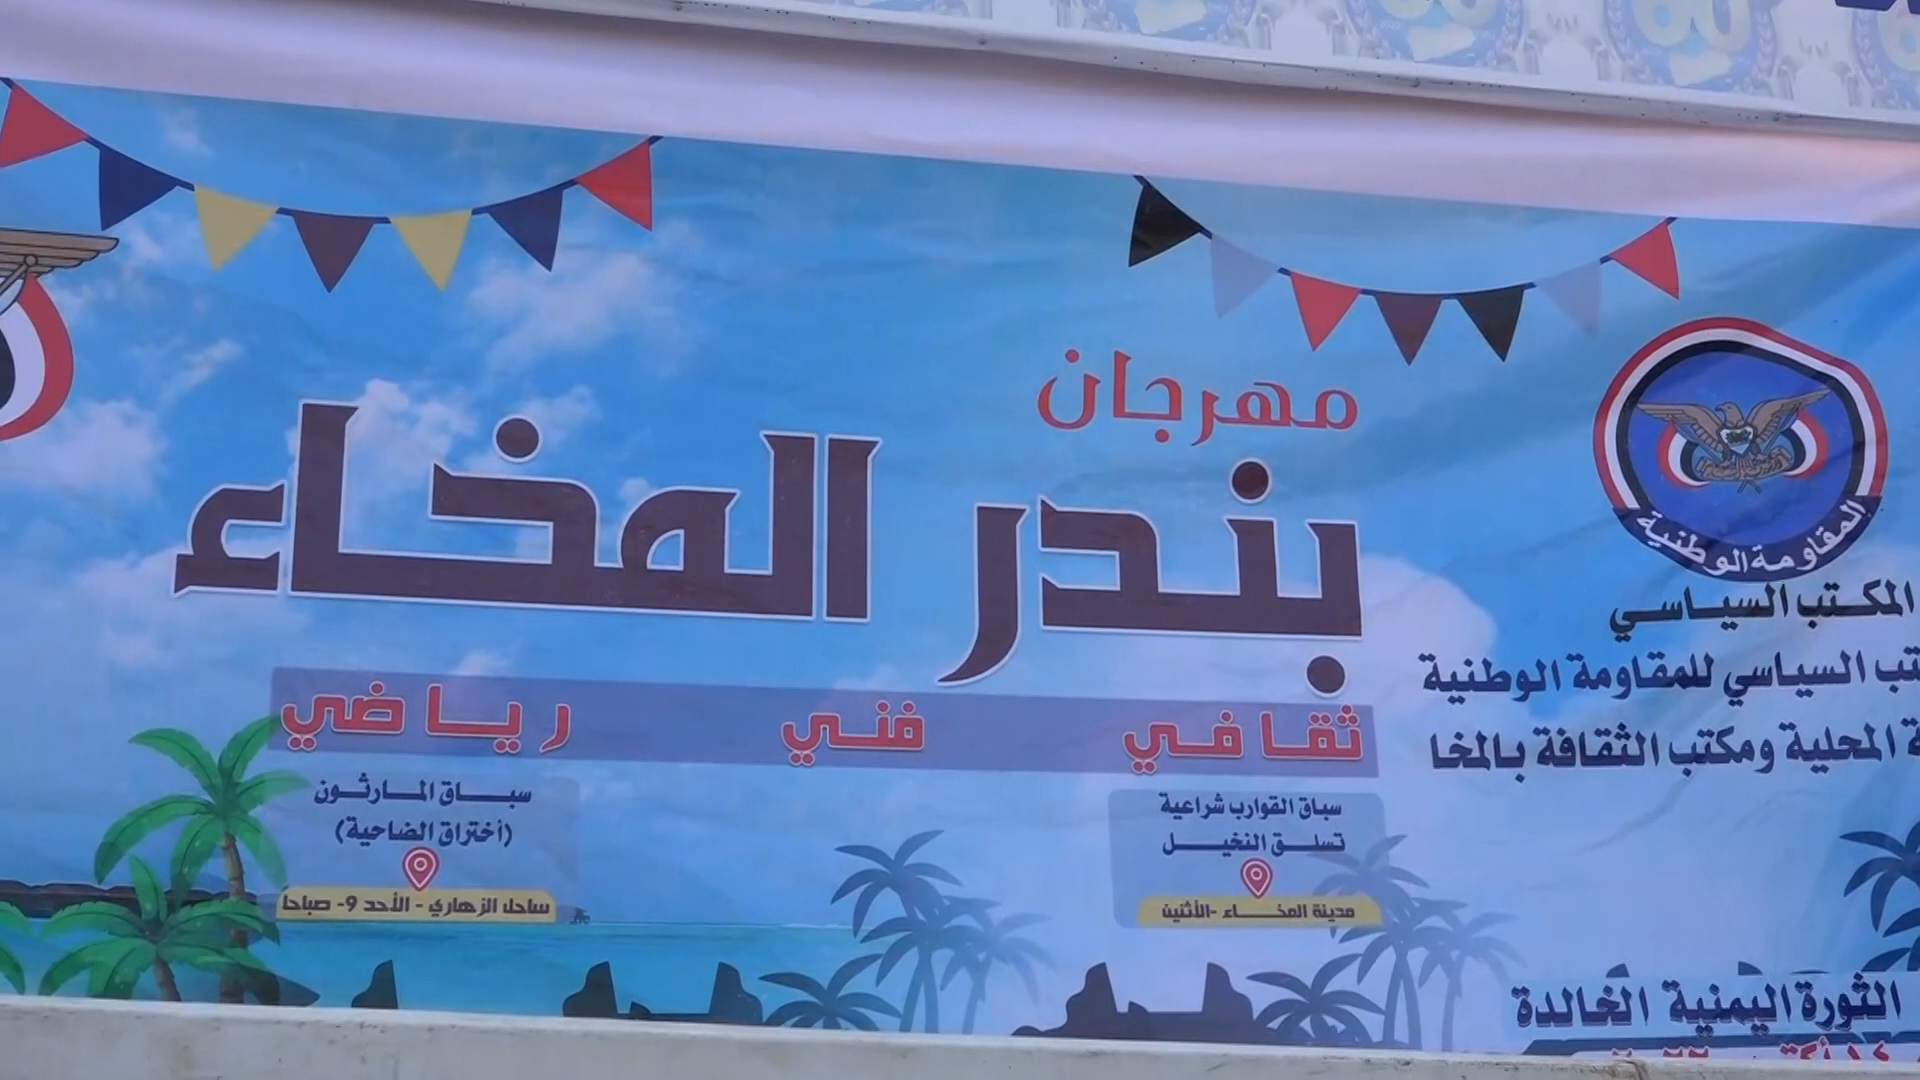 مهرجان
بندر المخاء
ثقافي فني رياضي
سباق القوارب شراعية
تسلق النخيل
مدينة المخاء -الأثنين
سباق المارثون
(أختراق الضاحية)
ساحل الزهاري - الأحد 9- صباحاً
المقاومة الوطنية
المكتب السياسي
السياسي للمقاومة الوطنية
المحلية ومكتب الثقافة بالمخا
الثورة اليمنية الخالدة